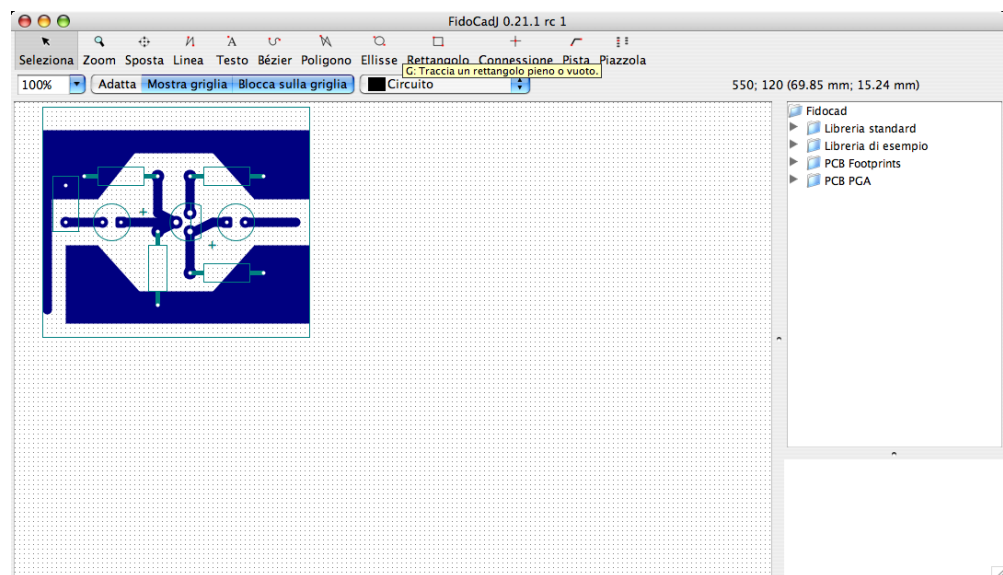 FidoCadJ 0.21.1 rc 1
Seleziona Zoom Sposta Linea Testo Bézier Poligono Ellisse Rettangolo Connessione Pista Piazzola
G: Traccia un rettangolo pieno o vuoto.
100% Adatta Mostra griglia Blocca sulla griglia Circuito 550; 120 (69.85 mm; 15.24 mm)
Fidocad
Libreria standard
Libreria di esempio
PCB Footprints
PCB PGA